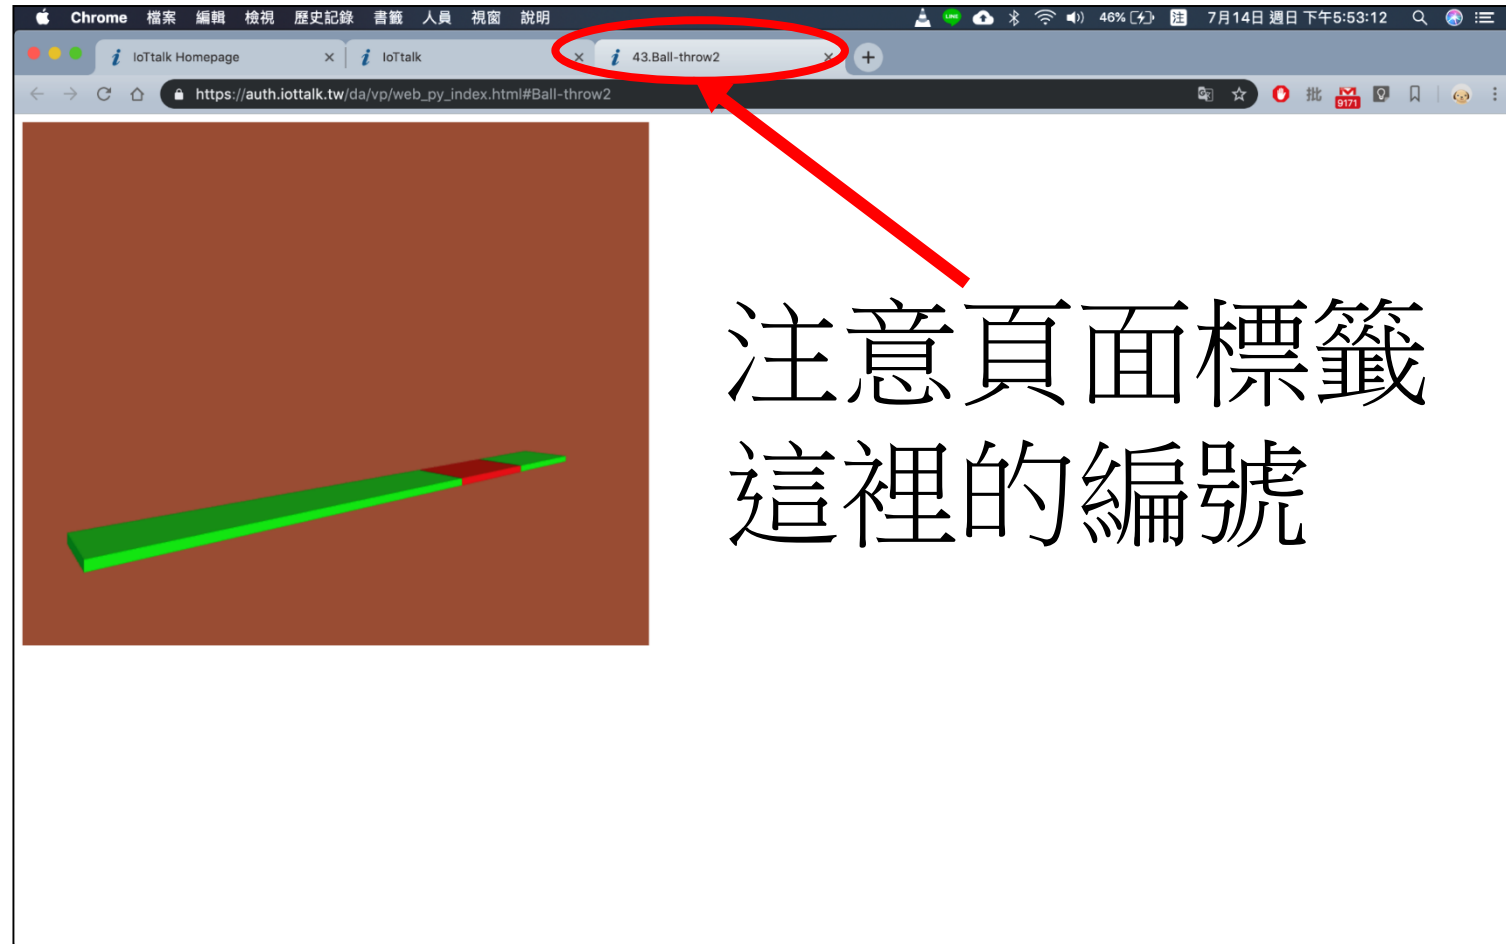 Chrome 檔案 編輯 檢視 歷史記錄 書籤 人員 視窗 說明 LINE 46% 注 7月14日 週日 下午5:53:12
IoTtalk Homepage IoTtalk 43.Ball-throw2
https://auth.iottalk.tw/da/vp/web_py_index.html#Ball-throw2 批 9171
注意頁面標籤
這裡的編號